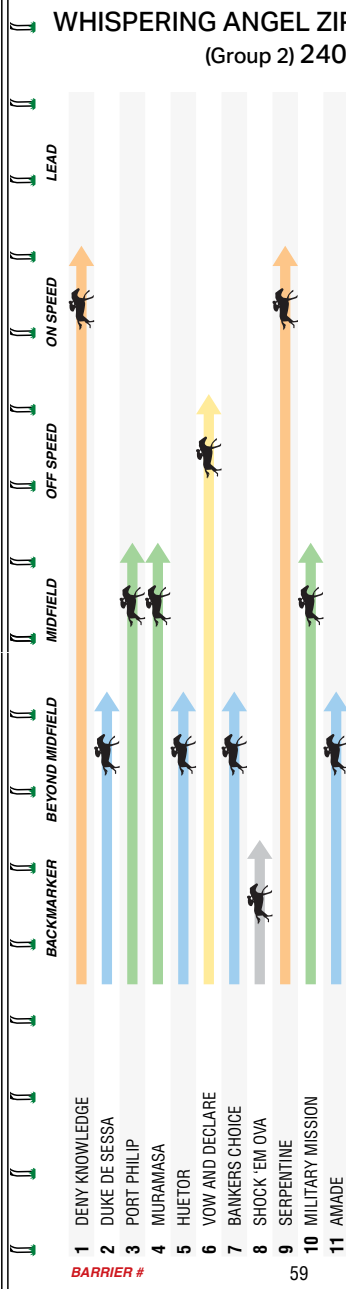 WHISPERING ANGEL ZIP
(Group 2) 240
LEAD
ON SPEED
OFF SPEED
MIDFIELD
BEYOND MIDFIELD
BACKMARKER
1 DENY KNOWLEDGE
2 DUKE DE SESSA
3 PORT PHILIP
4 MURAMASA
5 HUETOR
6 VOW AND DECLARE
7 BANKERS CHOICE
8 SHOCK 'EM OVA
9 SERPENTINE
10 MILITARY MISSION
11 AMADE
BARRIER #
59